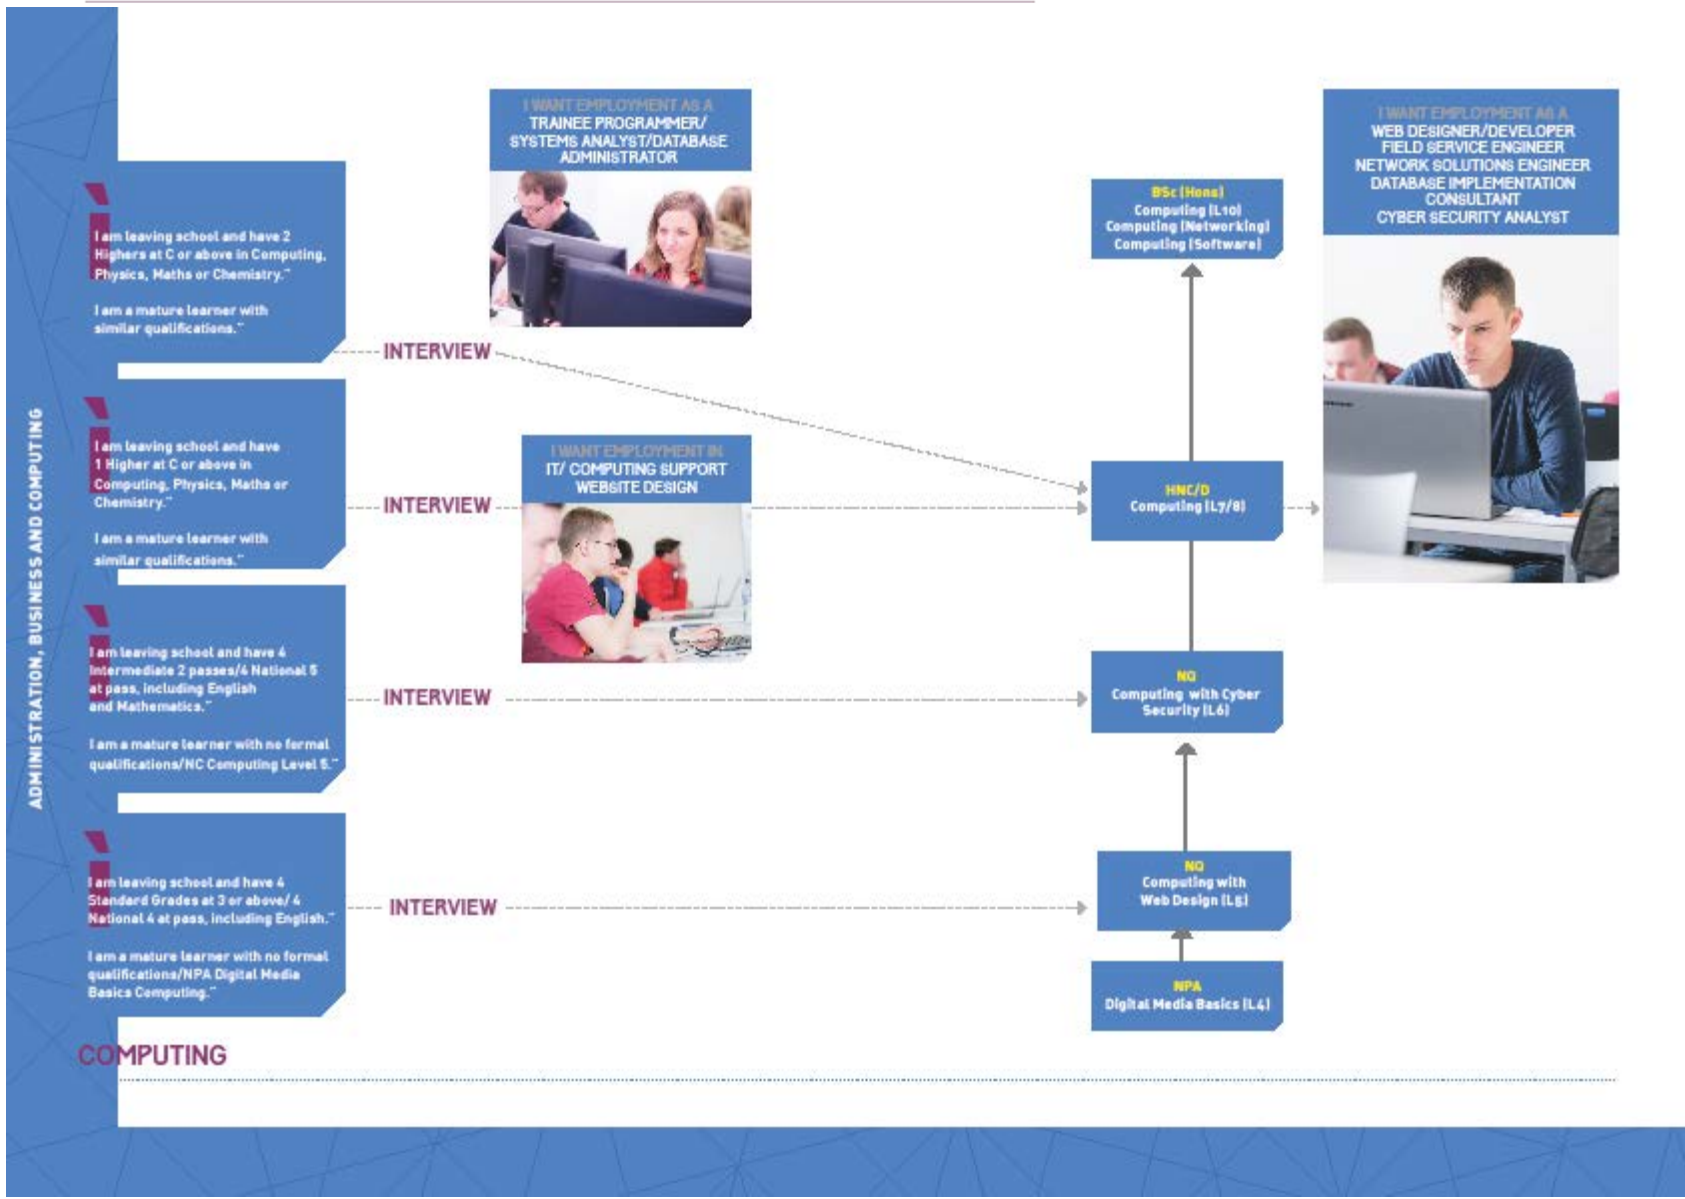 ADMINISTRATION, BUSINESS AND COMPUTING
I am leaving school and have 2
Highers at C or above in Computing,
Physics, Maths or Chemistry."
I am a mature learner with
similar qualifications."
INTERVIEW
I am leaving school and have
1 Higher at C or above in
Computing, Physics, Maths or
Chemistry."
I am a mature learner with
similar qualifications."
INTERVIEW
I am leaving school and have 4
Intermediate 2 passes/4 National 5
at pass, including English
and Mathematics."
I am a mature learner with no formal
qualifications/NC Computing Level 5."
INTERVIEW
I am leaving school and have 4
Standard Grades at 3 or above/ 4
National 4 at pass, including English."
I am a mature learner with no formal
qualifications/NPA Digital Media
Basics Computing."
INTERVIEW
I WANT EMPLOYMENT AS A
TRAINEE PROGRAMMER/
SYSTEMS ANALYST/DATABASE
ADMINISTRATOR
I WANT EMPLOYMENT IN
IT/ COMPUTING SUPPORT
WEBSITE DESIGN
BSc (Hons)
Computing (L10)
Computing (Networking)
Computing (Software)
HNC/D
Computing (L7/8)
NQ
Computing with Cyber
Security (L6)
NQ
Computing with
Web Design (L5)
NPA
Digital Media Basics (L4)
I WANT EMPLOYMENT AS A
WEB DESIGNER/DEVELOPER
FIELD SERVICE ENGINEER
NETWORK SOLUTIONS ENGINEER
DATABASE IMPLEMENTATION
CONSULTANT
CYBER SECURITY ANALYST
COMPUTING